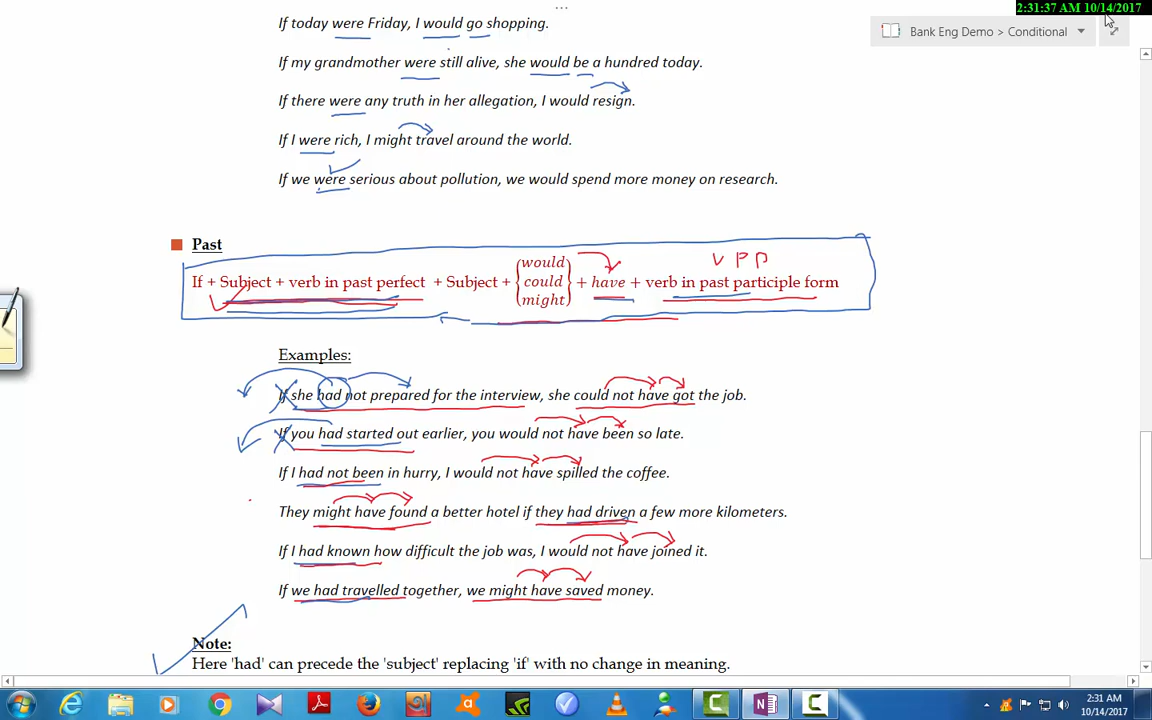 2:31:37 AM 10/14/2017
Bank Eng Demo > Conditional
If today were Friday, I would go shopping.
If my grandmother were still alive, she would be a hundred today.
If there were any truth in her allegation, I would resign.
If I were rich, I might travel around the world.
If we were serious about pollution, we would spend more money on research.
Past
V P P
would
If + Subject + verb in past perfect + Subject + { could } + have + verb in past participle form
might
Examples:
If she had not prepared for the interview, she could not have got the job.
If you had started out earlier, you would not have been so late.
If I had not been in hurry, I would not have spilled the coffee.
They might have found a better hotel if they had driven a few more kilometers.
If I had known how difficult the job was, I would not have joined it.
If we had travelled together, we might have saved money.
Note:
Here 'had' can precede the 'subject' replacing 'if' with no change in meaning.
2:31 AM
10/14/2017